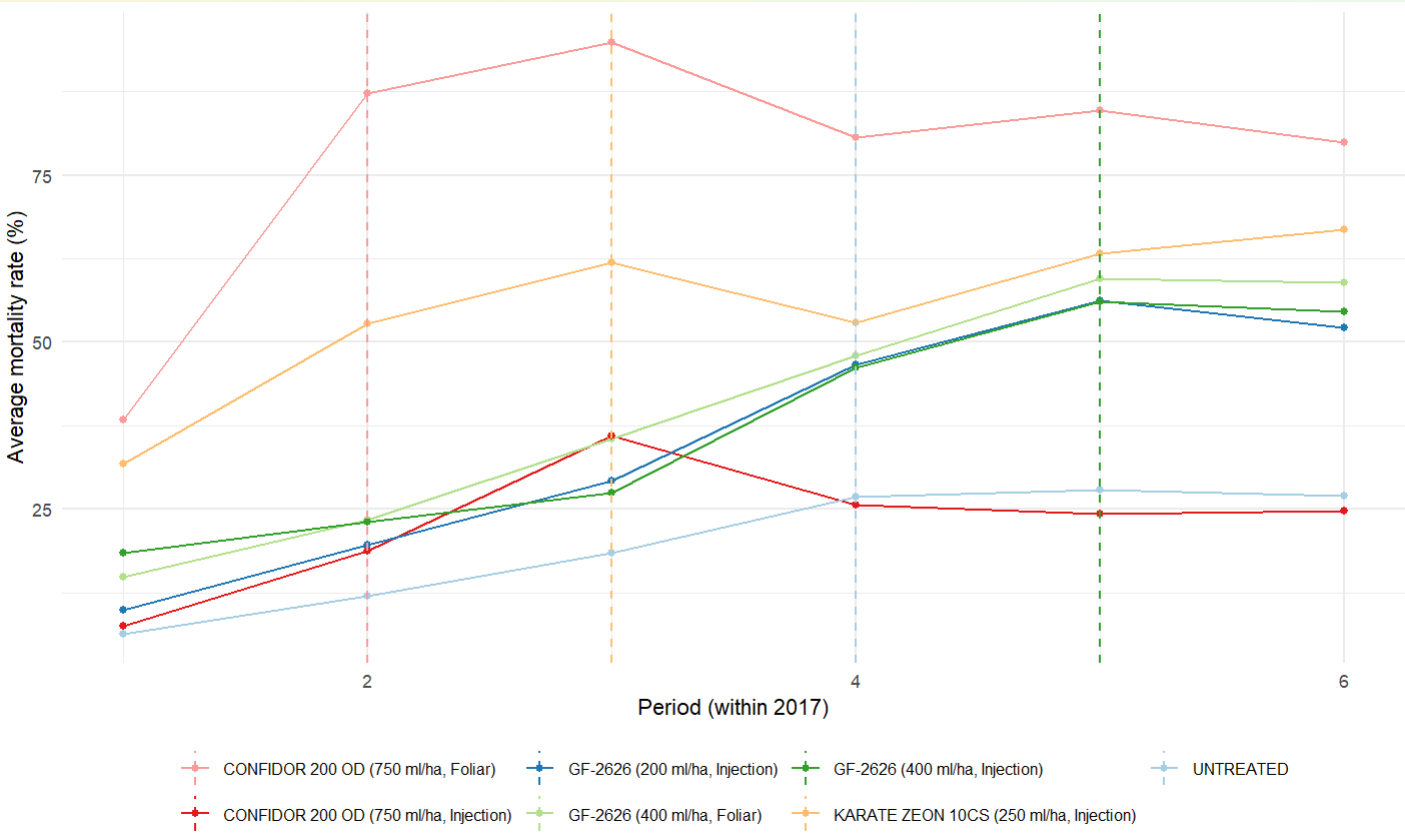 Average mortality rate (%)
75
50
25
2
4
6
Period (within 2017)
CONFIDOR 200 OD (750 ml/ha, Foliar)
GF-2626 (200 ml/ha, Injection)
GF-2626 (400 ml/ha, Injection)
UNTREATED
CONFIDOR 200 OD (750 ml/ha, Injection)
GF-2626 (400 ml/ha, Foliar)
KARATE ZEON 10CS (250 ml/ha, Injection)